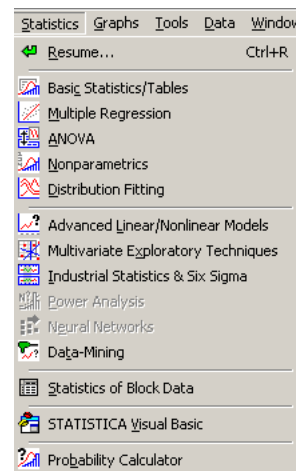 Statistics Graphs Tools Data Window
Resume... Ctrl+R
Basic Statistics/Tables
Multiple Regression
ANOVA
Nonparametrics
Distribution Fitting
Advanced Linear/Nonlinear Models
Multivariate Exploratory Techniques
Industrial Statistics & Six Sigma
Power Analysis
Neural Networks
Data-Mining
Statistics of Block Data
STATISTICA Visual Basic
Probability Calculator